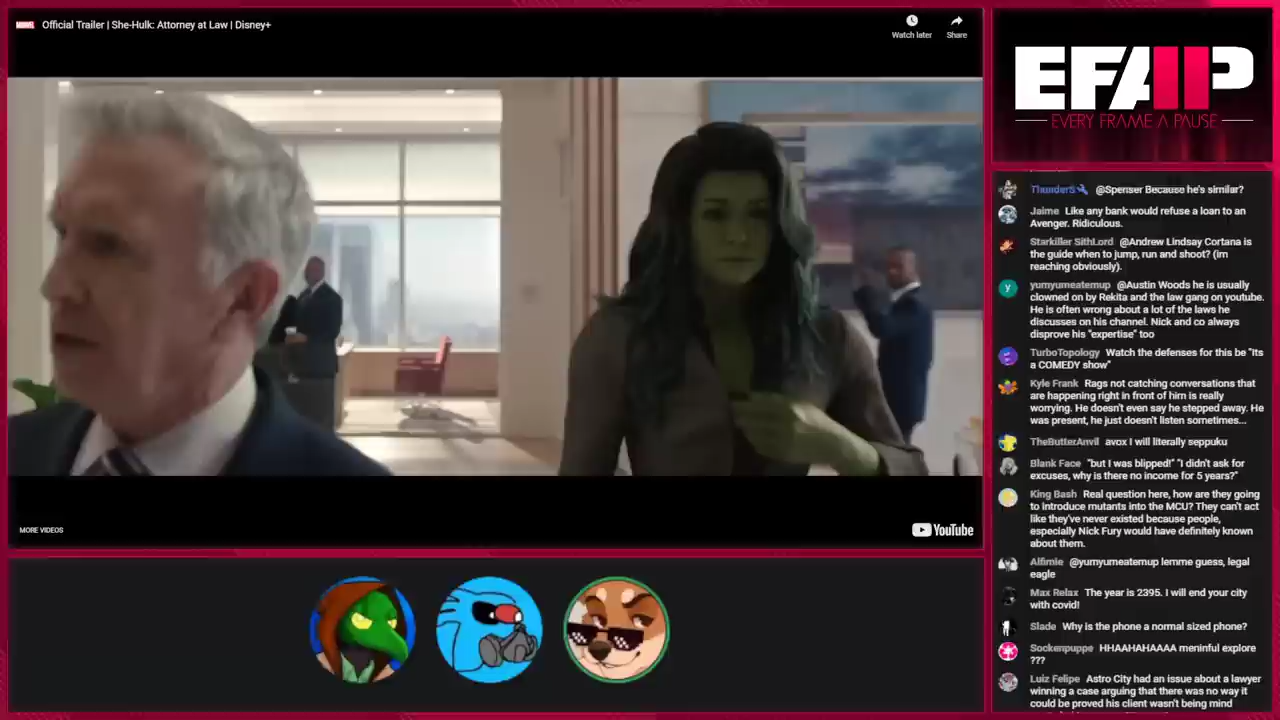 MARVEL Official Trailer | She-Hulk: Attorney at Law | Disney+
Watch later
Share
MORE VIDEOS
YouTube
EFAP
EVERY FRAME A PAUSE
ThunderS @Spenser Because he's similar?
Jaime Like any bank would refuse a loan to an
Avenger. Ridiculous.
Starkiller SithLord @Andrew Lindsay Cortana is
the guide when to jump, run and shoot? (im
reaching obviously).
y
yumyumeatemup @Austin Woods he is usually
clowned on by Rekita and the law gang on youtube.
He is often wrong about a lot of the laws he
discusses on his channel. Nick and co always
disprove his "expertise" too
TurboTopology Watch the defenses for this be "Its
a COMEDY show"
Kyle Frank Rags not catching conversations that
are happening right in front of him is really
worrying. He doesn't even say he stepped away. He
was present, he just doesn't listen sometimes...
TheButterAnvil avox I will literally seppuku
Blank Face "but I was blipped!" "I didn't ask for
excuses, why is there no income for 5 years?"
King Bash Real question here, how are they going
to introduce mutants into the MCU? They can't act
like they've never existed because people,
especially Nick Fury would have definitely known
about them.
Alfimie @yumyumeatemup lemme guess, legal
eagle
Max Relax The year is 2395. I will end your city
with covid!
Slade Why is the phone a normal sized phone?
Sockenpuppe HHAAHAHAAAA meninful explore
???
Luiz Felipe Astro City had an issue about a lawyer
winning a case arguing that there was no way it
could be proved his client wasn't being mind